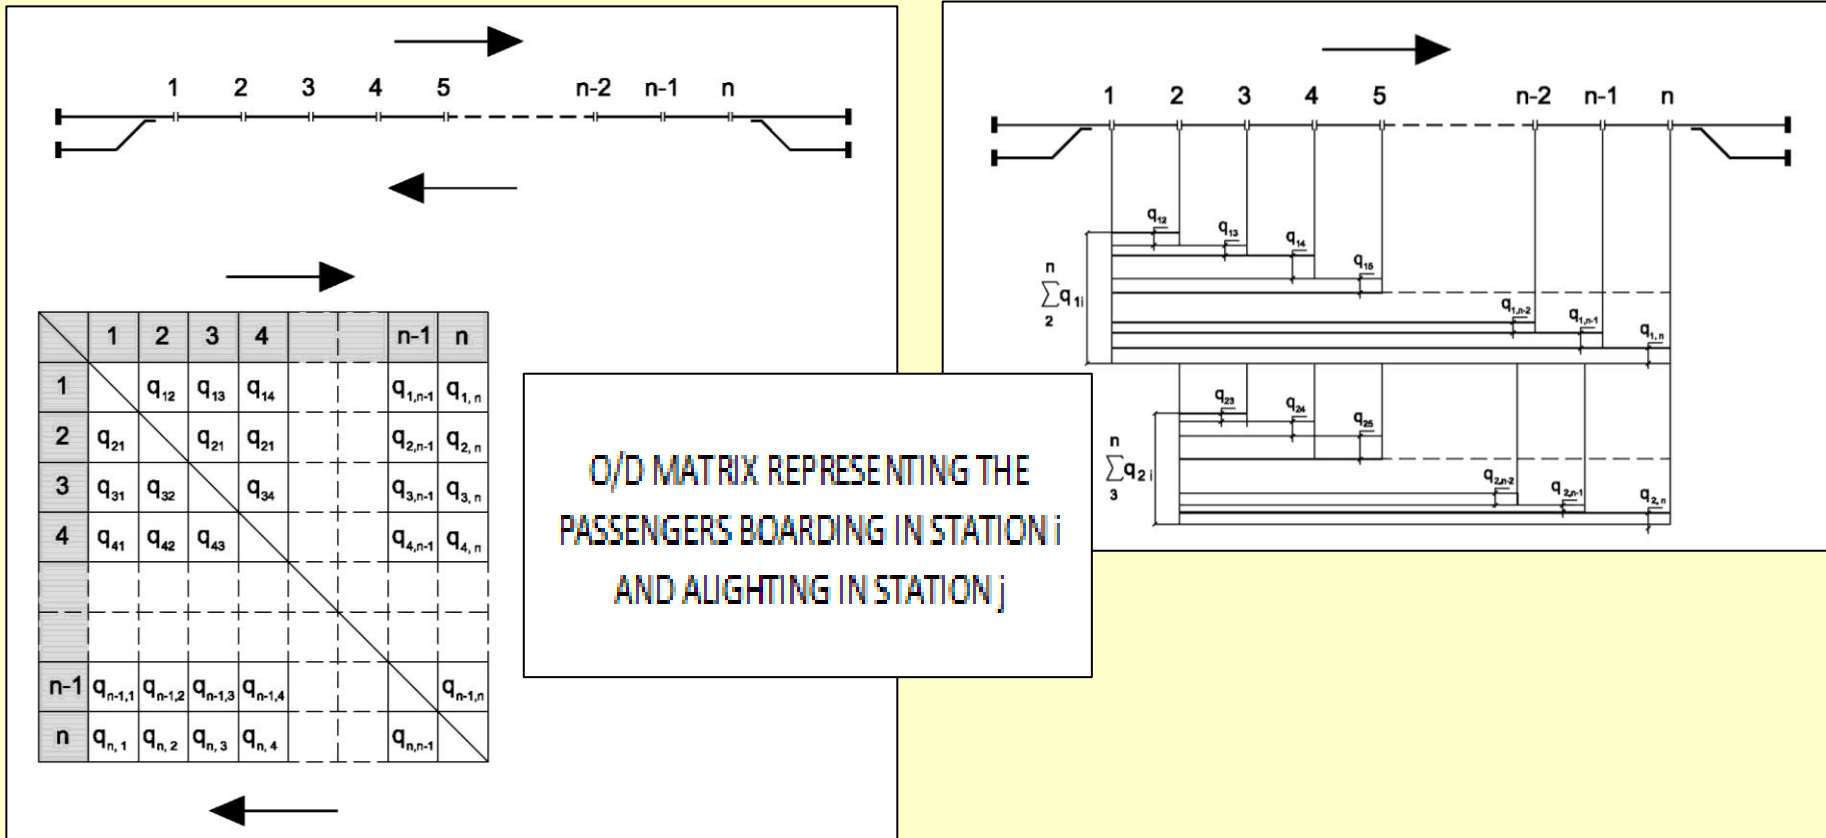 1 2 3 4 5 n-2 n-1 n
1 2 3 4 n-1 n
1 q12 q13 q14 q1,n-1 q1,n
2 q21 q21 q21 q2,n-1 q2,n
3 q31 q32 q34 q3,n-1 q3,n
4 q41 q42 q43 q4,n-1 q4,n
n-1 qn-1,1 qn-1,2 qn-1,3 qn-1,4 qn-1,n
n qn,1 qn,2 qn,3 qn,4 qn,n-1
O/D MATRIX REPRESENTING THE
PASSENGERS BOARDING IN STATION i
AND ALIGHTING IN STATION j
1 2 3 4 5 n-2 n-1 n
q12
q13
q14
q15
n
∑q1i
2
q1,n-2
q1,n-1
q1,n
q23
q24
q25
n
∑q2i
3
q2,n-2
q2,n-1
q2,n